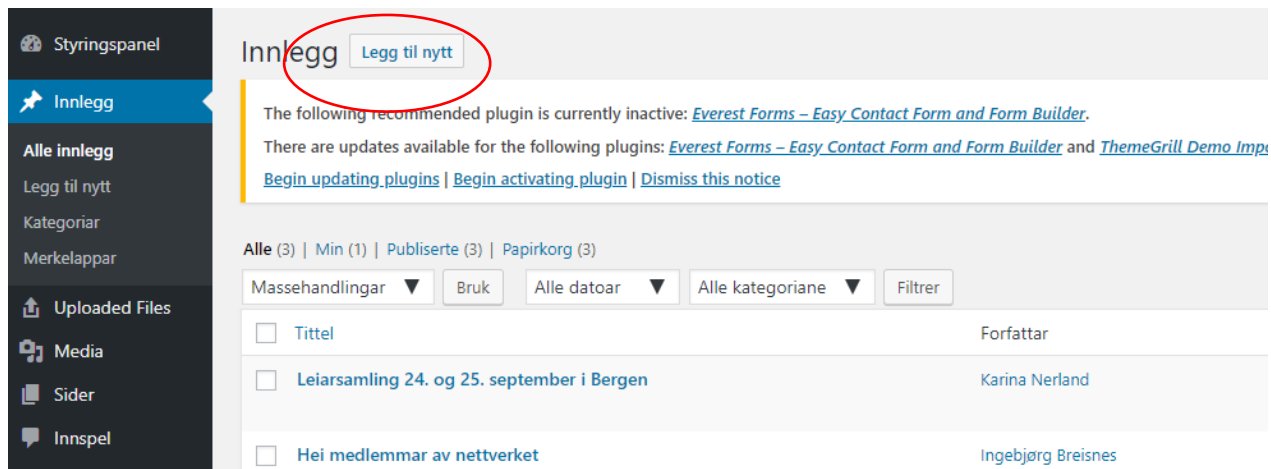 Styringspanel
Innlegg
Alle innlegg
Legg til nytt
Kategoriar
Merkelappar
Uploaded Files
Media
Sider
Innspel
Innlegg Legg til nytt
The following recommended plugin is currently inactive: Everest Forms – Easy Contact Form and Form Builder.
There are updates available for the following plugins: Everest Forms – Easy Contact Form and Form Builder and ThemeGrill Demo Impo
Begin updating plugins | Begin activating plugin | Dismiss this notice
Alle (3) | Min (1) | Publiserte (3) | Papirkorg (3)
Massehandlingar Bruk Alle datoar Alle kategoriane Filtrer
Tittel Forfattar
Leiarsamling 24. og 25. september i Bergen Karina Nerland
Hei medlemmar av nettverket Ingebjørg Breisnes